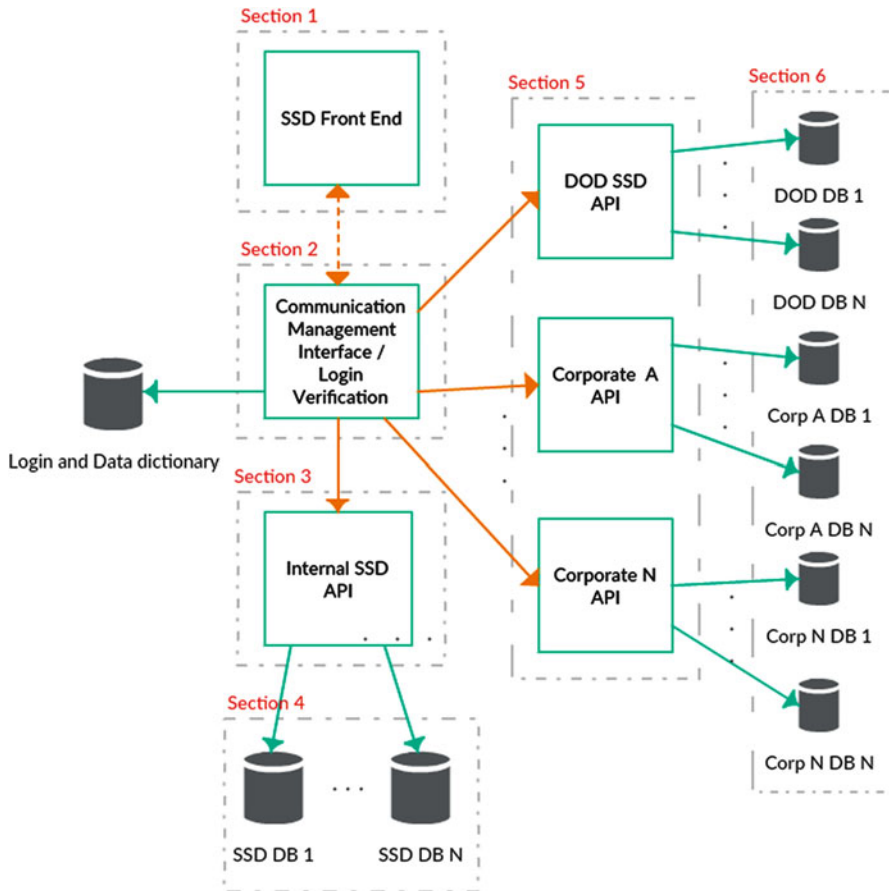 Section 1
SSD Front End
Section 2
Communication
Management
Interface /
Login
Verification
Login and Data dictionary
Section 3
Internal SSD
API
Section 4
SSD DB 1
SSD DB N
Section 5
DOD SSD
API
Corporate A
API
Corporate N
API
Section 6
DOD DB 1
DOD DB N
Corp A DB 1
Corp A DB N
Corp N DB 1
Corp N DB N